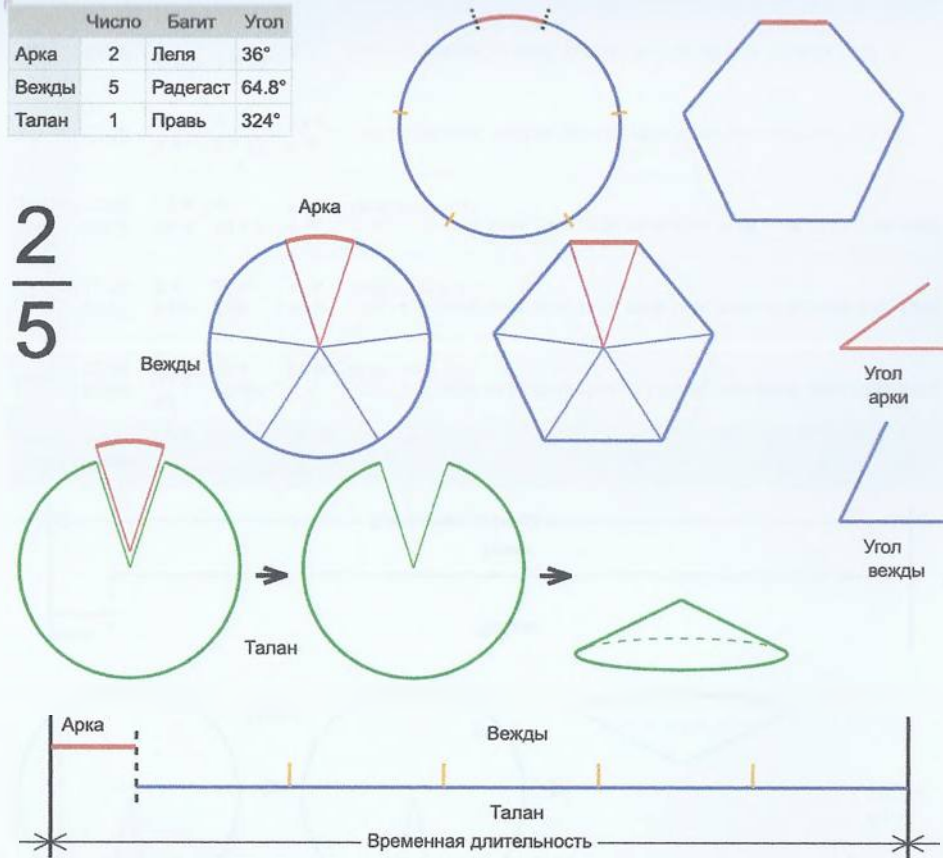 Число Багит Угол
Арка 2 Леля 36°
Вежды 5 Радегаст 64.8°
Талан 1 Правь 324°
2
5
Арка
Вежды
Угол
арки
Угол
вежды
Талан
Арка
Вежды
Талан
Временная длительность